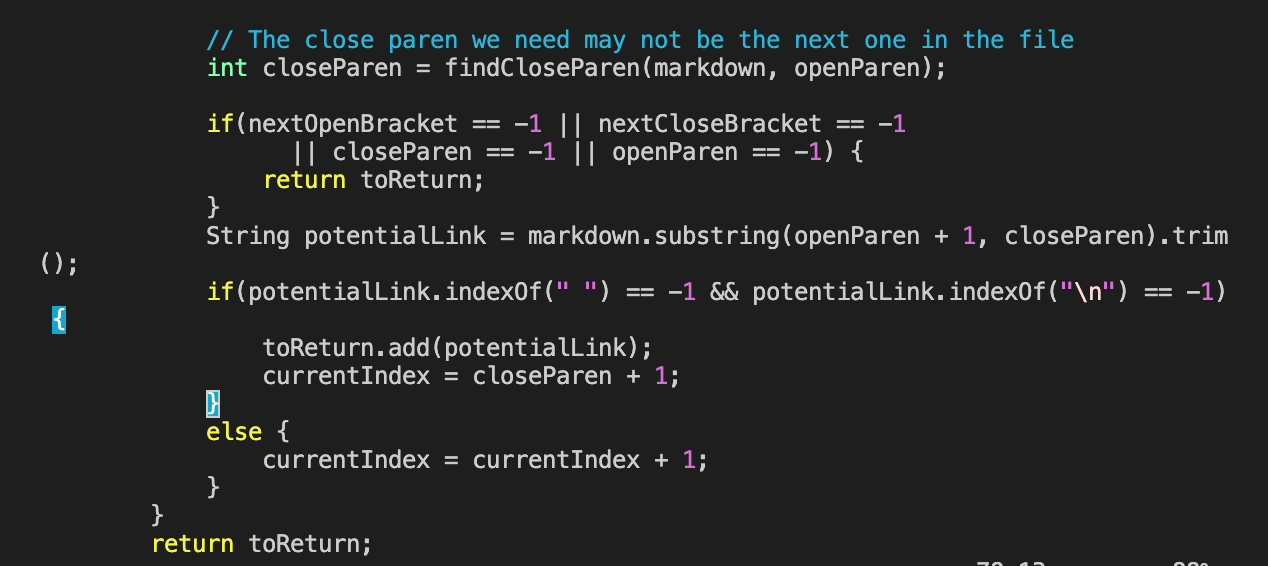 // The close paren we need may not be the next one in the file
int closeParen = findCloseParen(markdown, openParen);
if(nextOpenBracket == -1 || nextCloseBracket == -1
|| closeParen == -1 || openParen == -1) {
return toReturn;
}
String potentialLink = markdown.substring(openParen + 1, closeParen).trim
();
if(potentialLink.indexOf(" ") == -1 && potentialLink.indexOf("\n") == -1)
{
toReturn.add(potentialLink);
currentIndex = closeParen + 1;
}
else {
currentIndex = currentIndex + 1;
}
}
return toReturn;